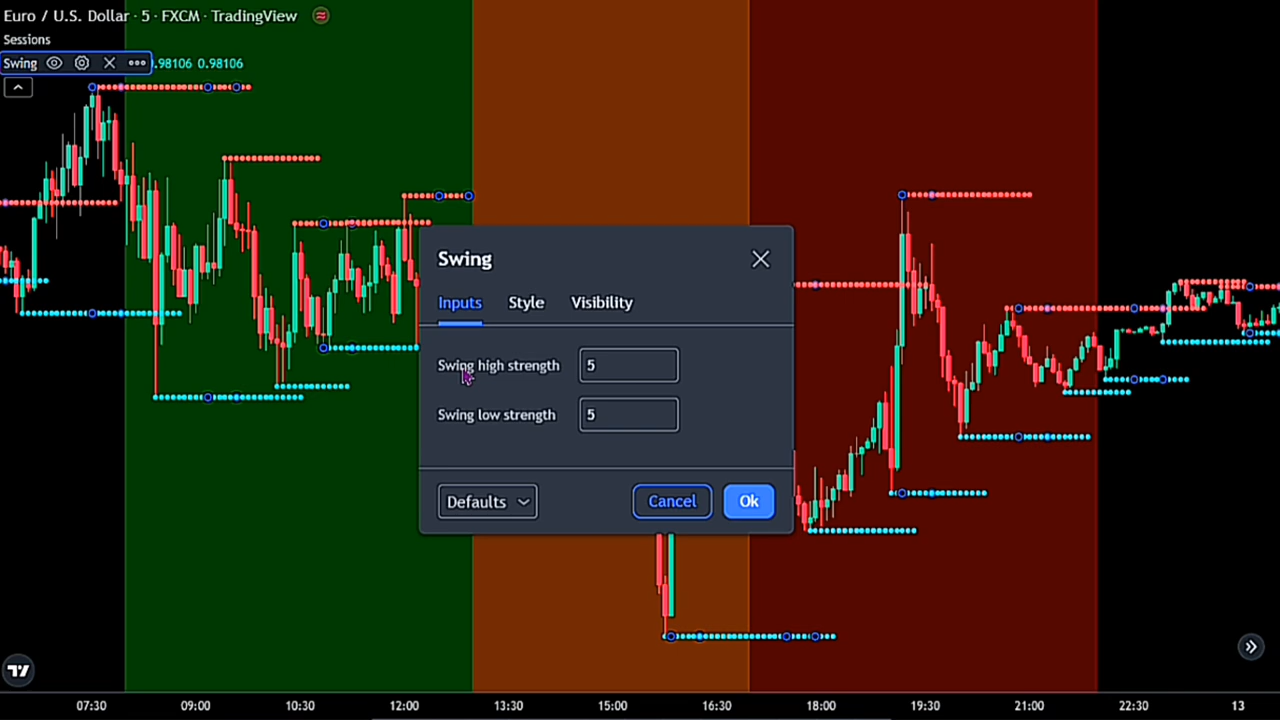 Euro / U.S. Dollar · 5 · FXCM · TradingView
Sessions
Swing .98106 0.98106
Swing
Inputs Style Visibility
Swing high strength 5
Swing low strength 5
Defaults Cancel Ok
07:30 09:00 10:30 12:00 13:30 15:00 16:30 18:00 19:30 21:00 22:30 13